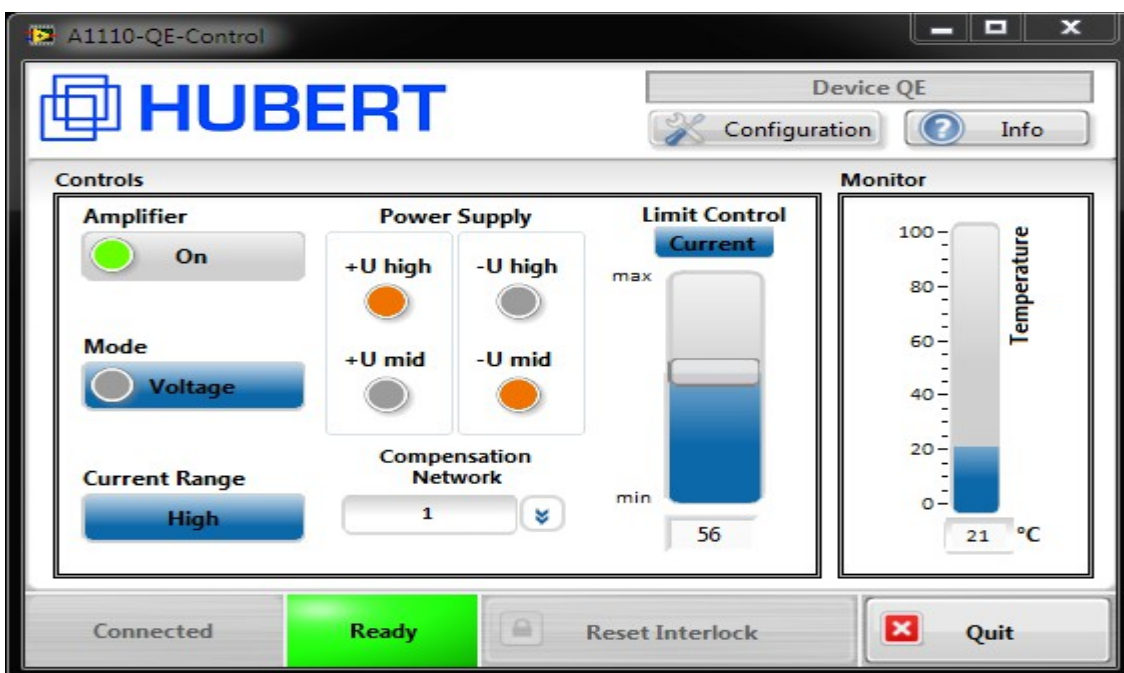 A1110-QE-Control
HUBERT
Device QE
Configuration
Info
Controls
Amplifier
On
Mode
Voltage
Current Range
High
Power Supply
+U high
-U high
+U mid
-U mid
Compensation
Network
1
Limit Control
Current
max
min
56
Monitor
100
80
60
40
20
0
Temperature
21 °C
Connected
Ready
Reset Interlock
Quit